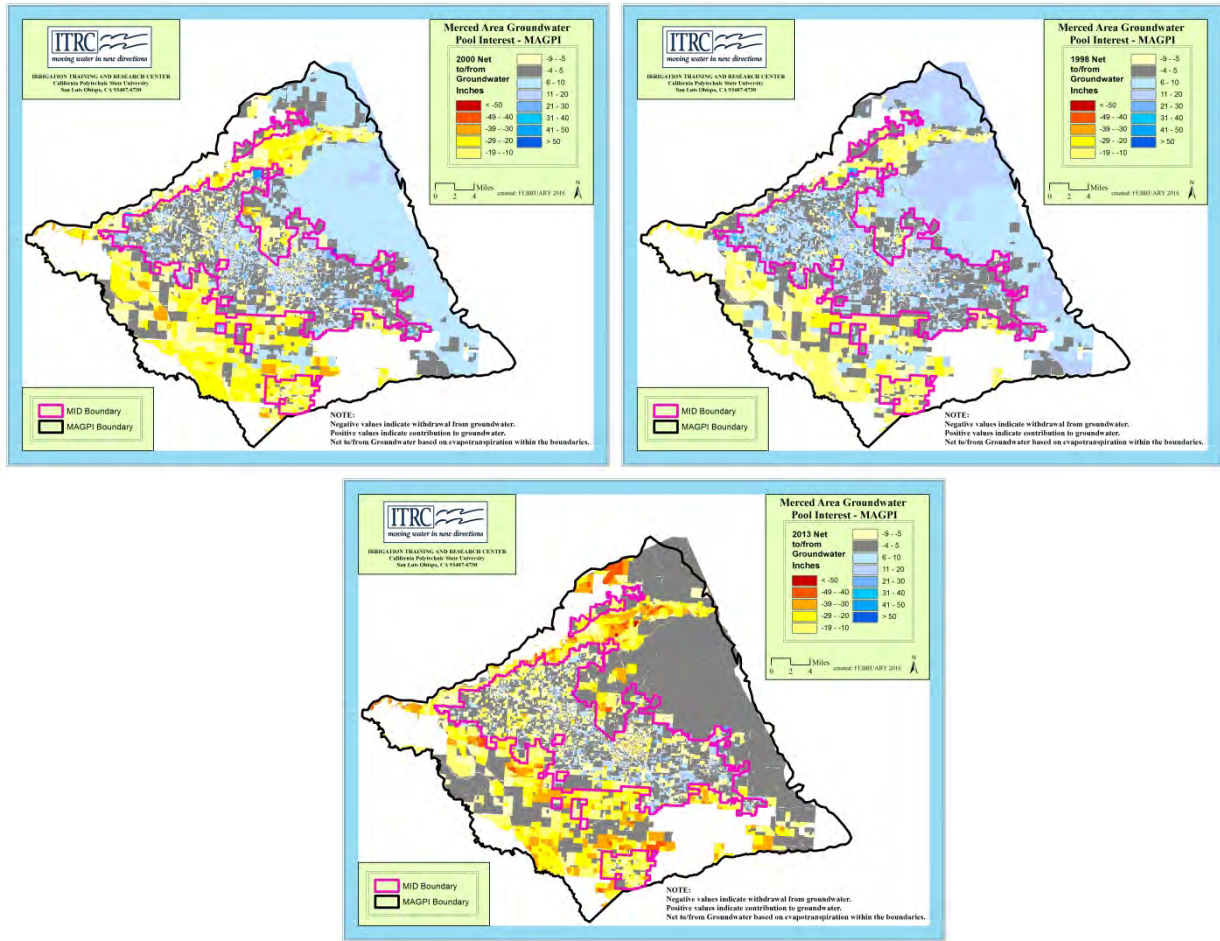 ITRC
moving water in new directions
IRRIGATION TRAINING AND RESEARCH CENTER
California Polytechnic State University
San Luis Obispo, CA 93407-0730
Merced Area Groundwater
Pool Interest - MAGPI
2000 Net
to/from
Groundwater
Inches
< -50
-49 - -40
-39 - -30
-29 - -20
-19 - -10
-9 - -5
-4 - 5
6 - 10
11 - 20
21 - 30
31 - 40
41 - 50
> 50
Miles
0 2 4
created: FEBRUARY 2016
N
MID Boundary
MAGPI Boundary
NOTE:
Negative values indicate withdrawal from groundwater.
Positive values indicate contribution to groundwater.
Net to/from Groundwater based on evapotranspiration within the boundaries.
ITRC
moving water in new directions
IRRIGATION TRAINING AND RESEARCH CENTER
California Polytechnic State University
San Luis Obispo, CA 93407-0730
Merced Area Groundwater
Pool Interest - MAGPI
1998 Net
to/from
Groundwater
Inches
< -50
-49 - -40
-39 - -30
-29 - -20
-19 - -10
-9 - -5
-4 - 5
6 - 10
11 - 20
21 - 30
31 - 40
41 - 50
> 50
Miles
0 2 4
created: FEBRUARY 2016
N
MID Boundary
MAGPI Boundary
NOTE:
Negative values indicate withdrawal from groundwater.
Positive values indicate contribution to groundwater.
Net to/from Groundwater based on evapotranspiration within the boundaries.
ITRC
moving water in new directions
IRRIGATION TRAINING AND RESEARCH CENTER
California Polytechnic State University
San Luis Obispo, CA 93407-0730
Merced Area Groundwater
Pool Interest - MAGPI
2013 Net
to/from
Groundwater
Inches
< -50
-49 - -40
-39 - -30
-29 - -20
-19 - -10
-9 - -5
-4 - 5
6 - 10
11 - 20
21 - 30
31 - 40
41 - 50
> 50
Miles
0 2 4
created: FEBRUARY 2016
N
MID Boundary
MAGPI Boundary
NOTE:
Negative values indicate withdrawal from groundwater.
Positive values indicate contribution to groundwater.
Net to/from Groundwater based on evapotranspiration within the boundaries.